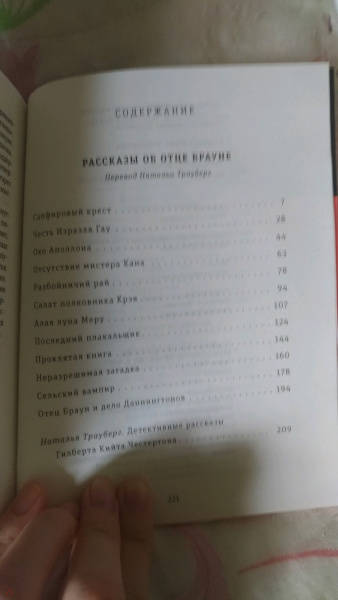 СОДЕРЖАНИЕ
РАССКАЗЫ ОБ ОТЦЕ БРАУНЕ
Перевод Натальи Трауберг
Сапфировый крест 7
Честь Израэля Гау 28
Око Аполлона 44
Отсутствие мистера Кана 63
Разбойничий рай 78
Салат полковника Крэя 94
Алая луна Меру 107
Последний плакальщик 124
Проклятая книга 144
Неразрешимая загадка 160
Сельский вампир 178
Отец Браун и дело Даннингтонов 194
Наталья Трауберг. Детективные рассказы
Гилберта Кийта Честертона 209